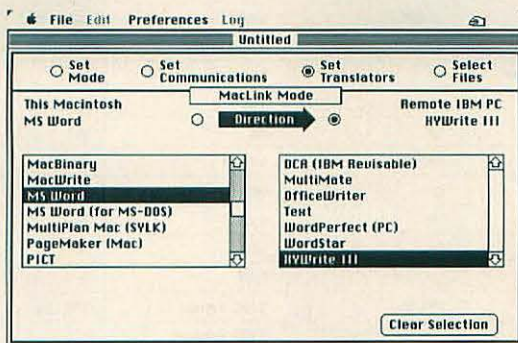 File Edit Preferences Log
Untitled
Set Mode Set Communications Set Translators Select Files
MacLink Mode
This Macintosh Remote IBM PC
MS Word Direction XYWrite III
MacBinary
MacWrite
MS Word
MS Word (for MS-DOS)
MultiPlan Mac (SYLK)
PageMaker (Mac)
PICT
DCA (IBM Revisable)
MultiMate
OfficeWriter
Text
WordPerfect (PC)
WordStar
XYWrite III
Clear Selection